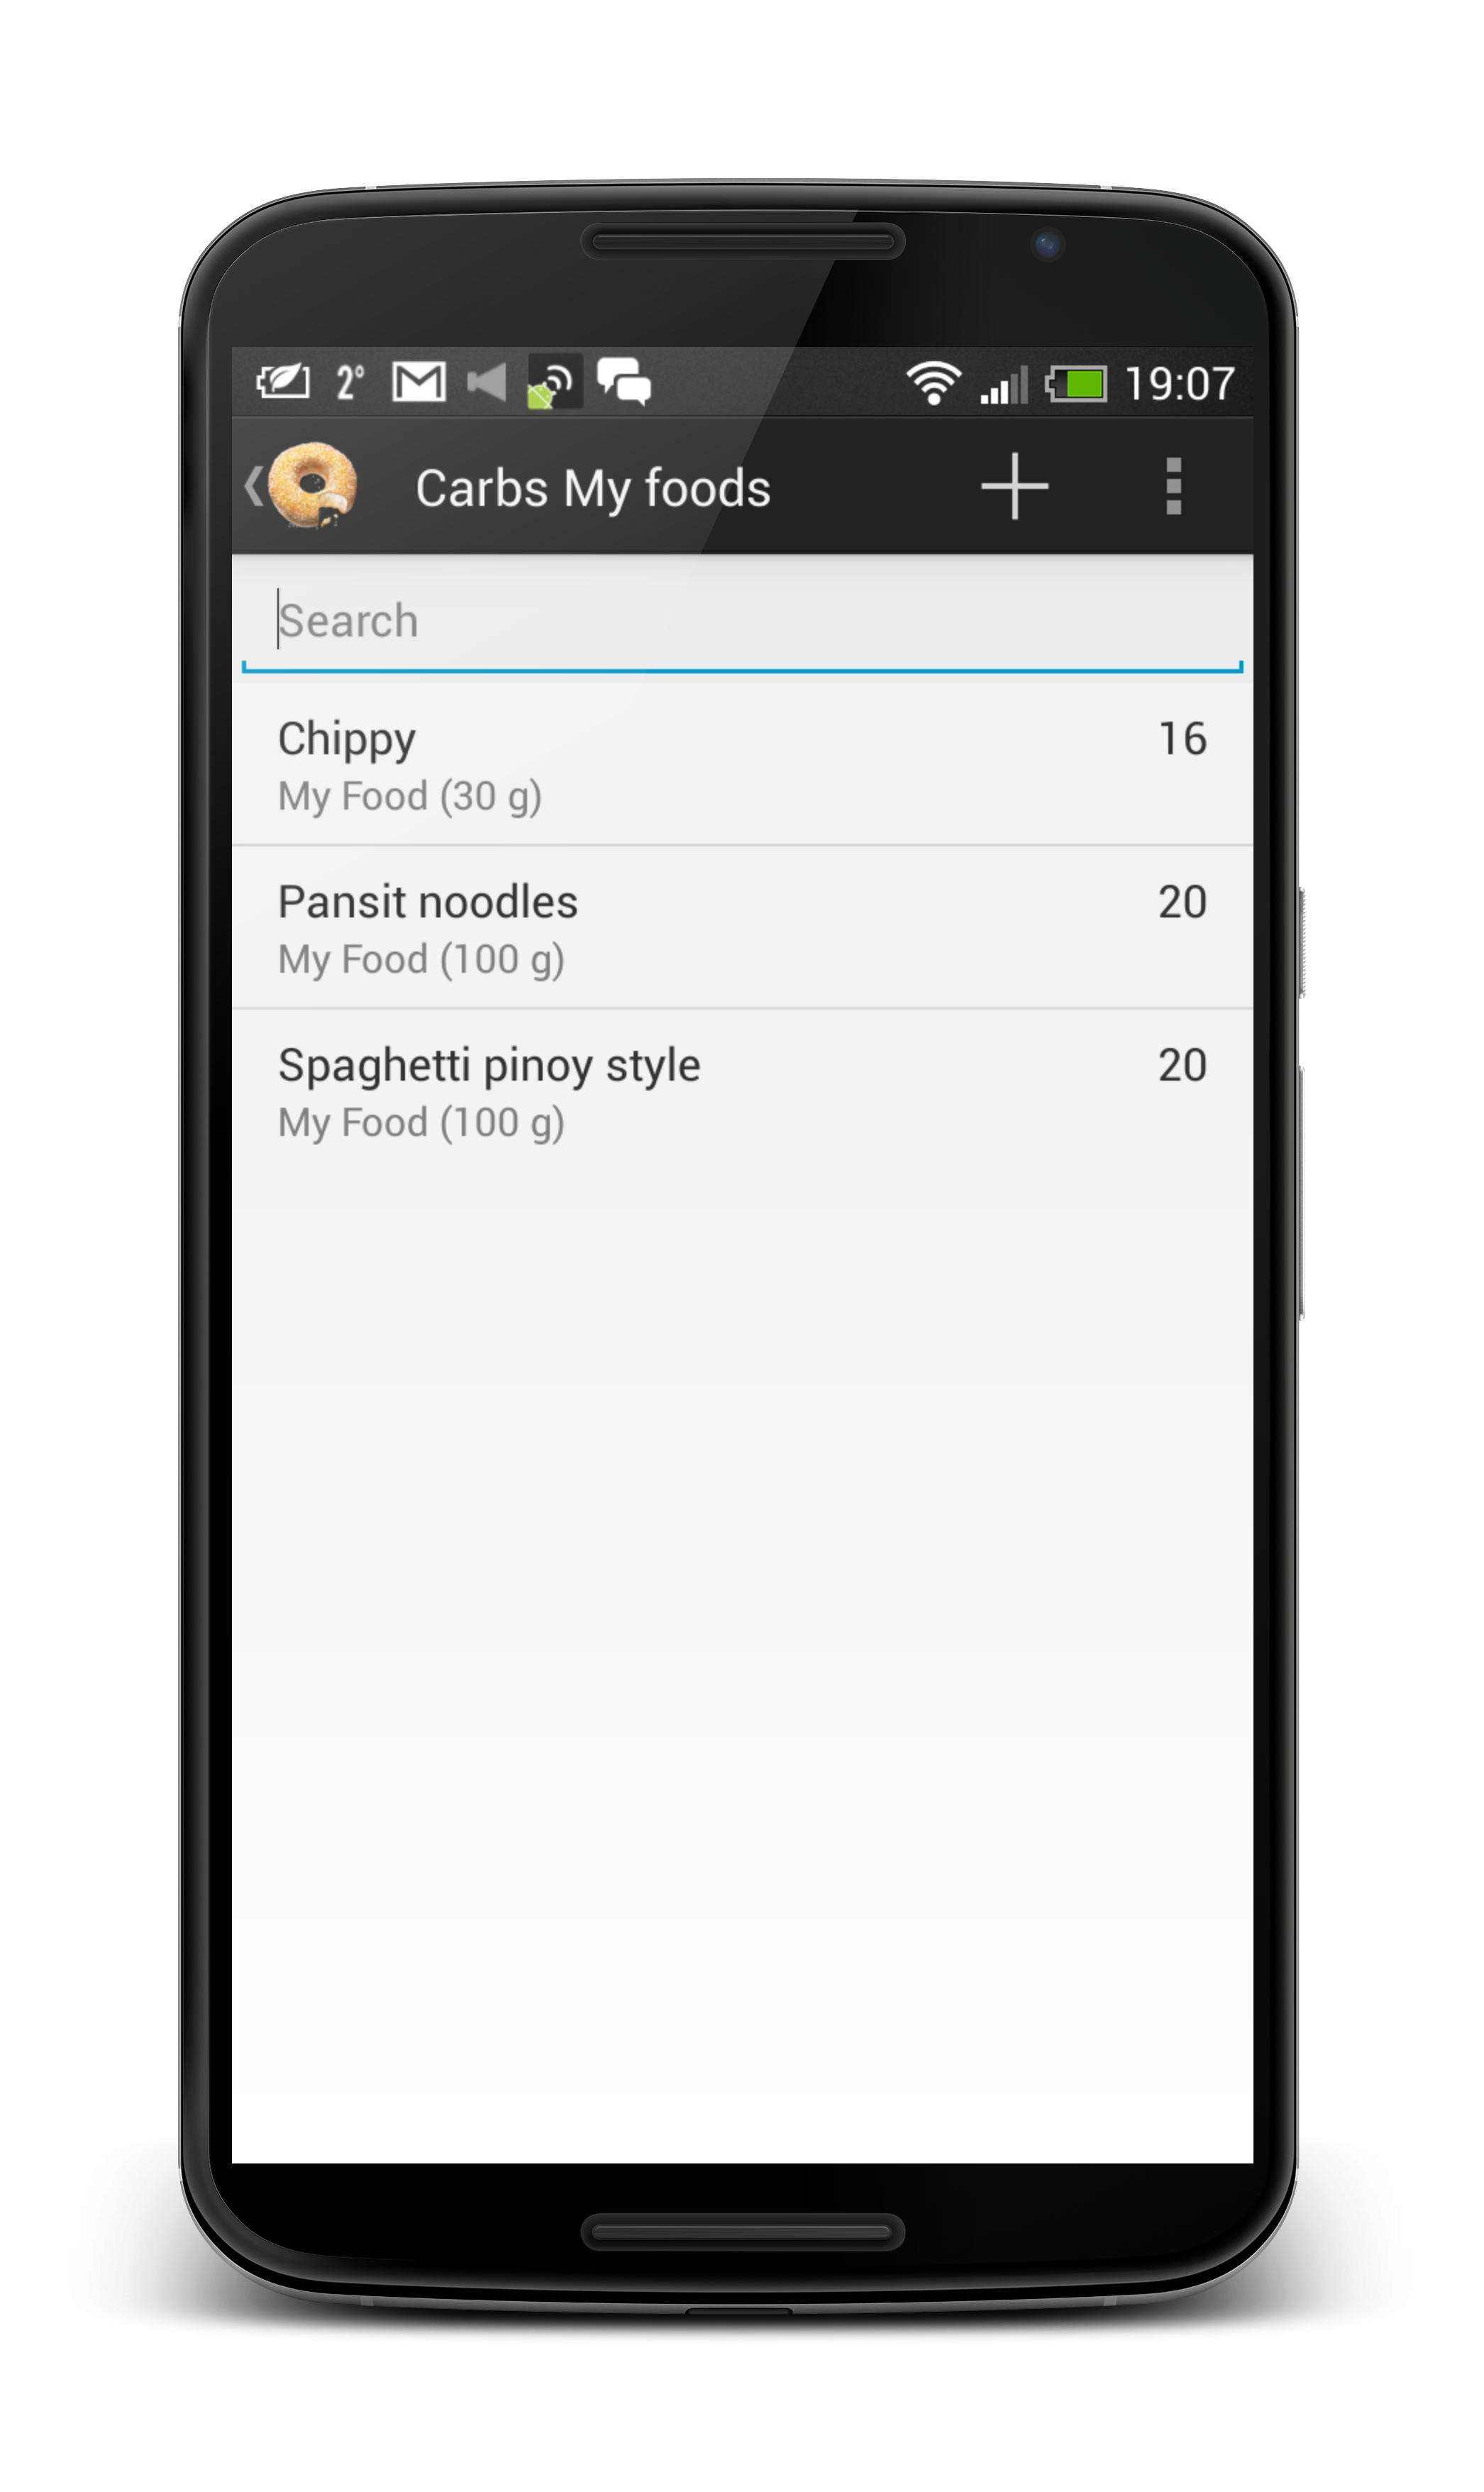 2° 19:07
Carbs My foods
Search
Chippy 16
My Food (30 g)
Pansit noodles 20
My Food (100 g)
Spaghetti pinoy style 20
My Food (100 g)